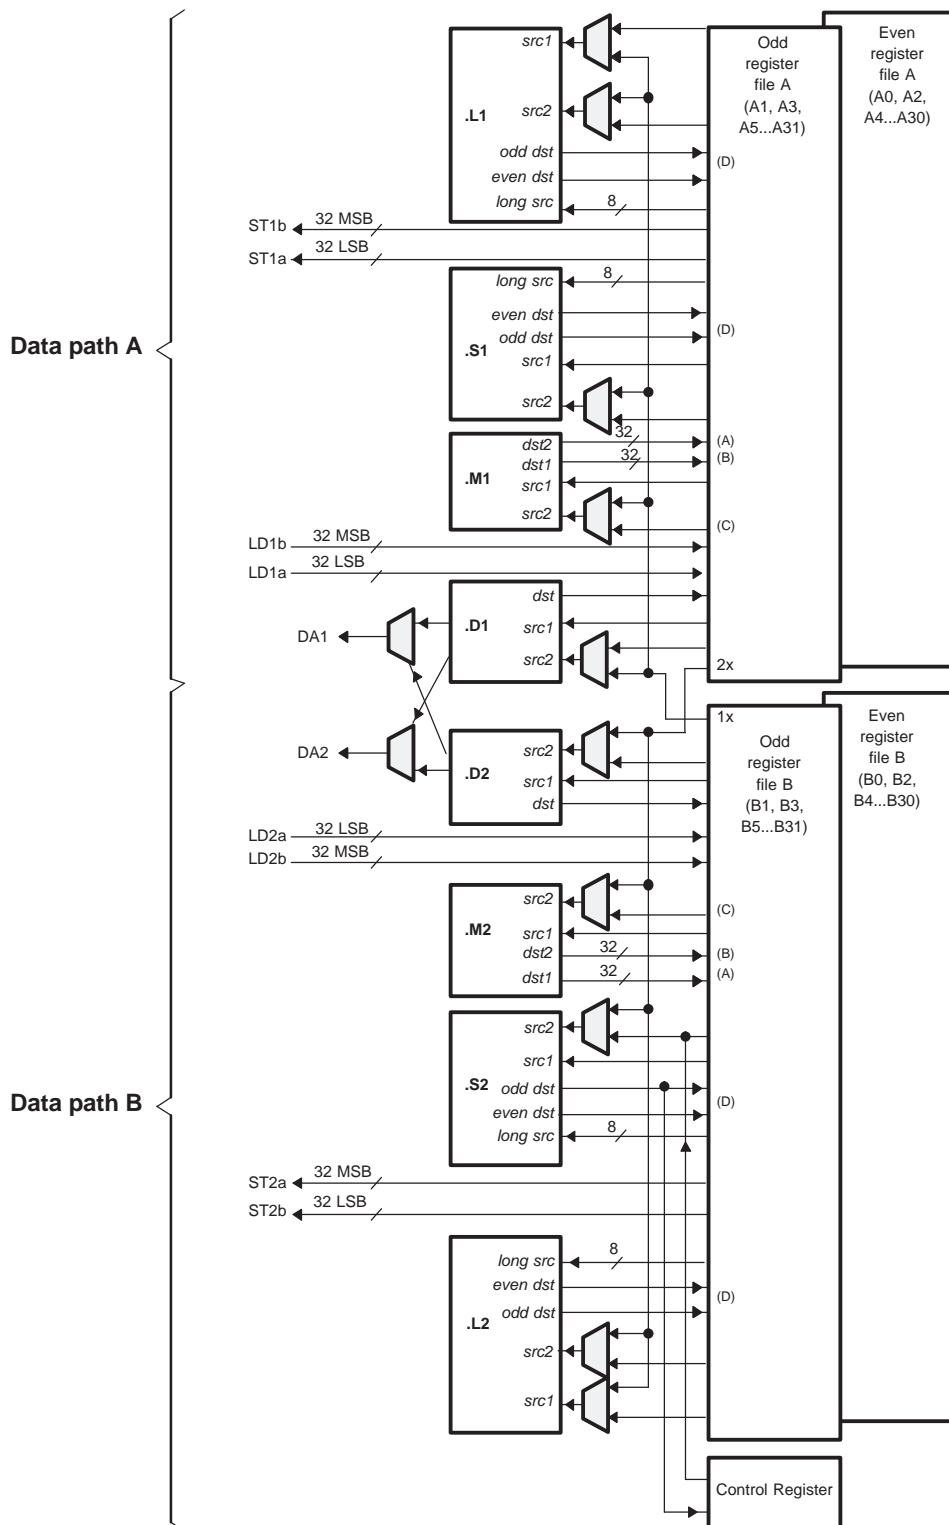 src1
Odd
register
file A
(A1, A3,
A5...A31)
Even
register
file A
(A0, A2,
A4...A30)
.L1
src2
odd dst
(D)
even dst
long src
8
ST1b
32 MSB
ST1a
32 LSB
long src
8
even dst
(D)
odd dst
.S1
src1
src2
Data path A
dst2
32
(A)
dst1
32
(B)
.M1
src1
src2
(C)
LD1b
32 MSB
LD1a
32 LSB
dst
.D1
src1
DA1
src2
2x
1x
Odd
register
file B
(B1, B3,
B5...B31)
Even
register
file B
(B0, B2,
B4...B30)
DA2
src2
.D2
src1
dst
LD2a
32 LSB
LD2b
32 MSB
src2
(C)
.M2
src1
dst2
32
(B)
dst1
32
(A)
src2
src1
.S2
odd dst
(D)
even dst
long src
8
Data path B
ST2a
32 MSB
ST2b
32 LSB
long src
8
even dst
(D)
odd dst
.L2
src2
src1
Control Register